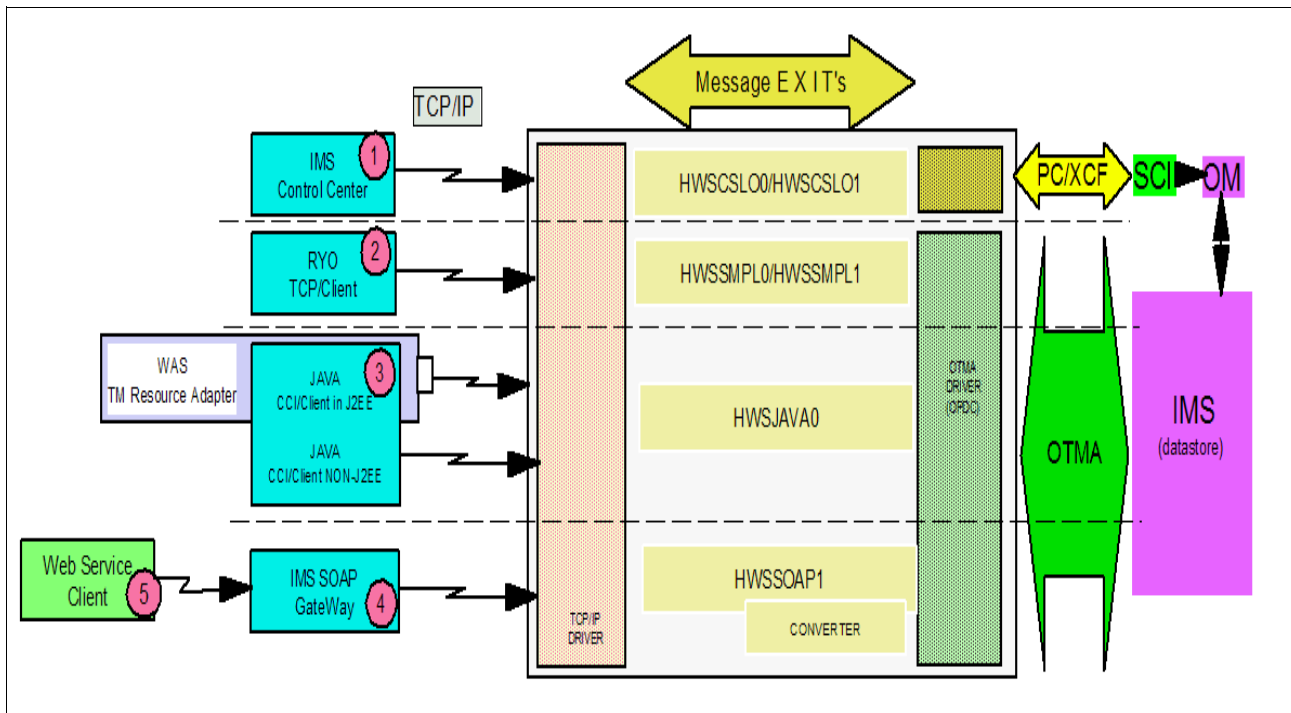 Message E X I T's
TCP/IP
IMS
Control Center
1
HWSCSLO0/HWSCSLO1
PC/XCF
SCI
OM
RYO
TCP/Client
2
HWSSMPL0/HWSSMPL1
WAS
TM Resource Adapter
JAVA
CCI/Client in J2EE
3
JAVA
CCI/Client NON-J2EE
HWSJAVA0
OTMA
DRIVER
(OPDC)
OTMA
IMS
(datastore)
Web Service
Client
5
IMS SOAP
GateWay
4
TCP/IP
DRIVER
HWSSOAP1
CONVERTER